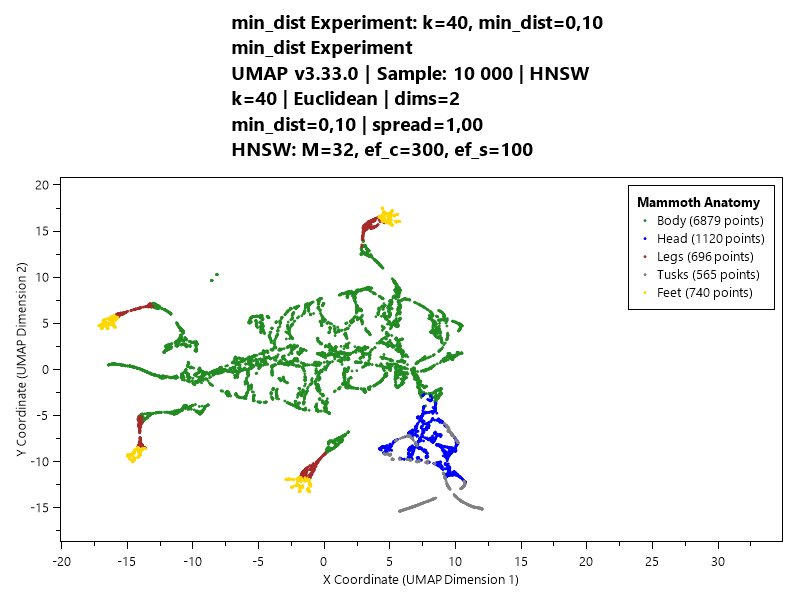 min_dist Experiment: k=40, min_dist=0,10
min_dist Experiment
UMAP v3.33.0 | Sample: 10 000 | HNSW
k=40 | Euclidean | dims=2
min_dist=0,10 | spread=1,00
HNSW: M=32, ef_c=300, ef_s=100
Mammoth Anatomy
Body (6879 points)
Head (1120 points)
Legs (696 points)
Tusks (565 points)
Feet (740 points)
Y Coordinate (UMAP Dimension 2)
20
15
10
5
0
-5
-10
-15
-20
-15
-10
-5
0
5
10
15
20
25
30
X Coordinate (UMAP Dimension 1)